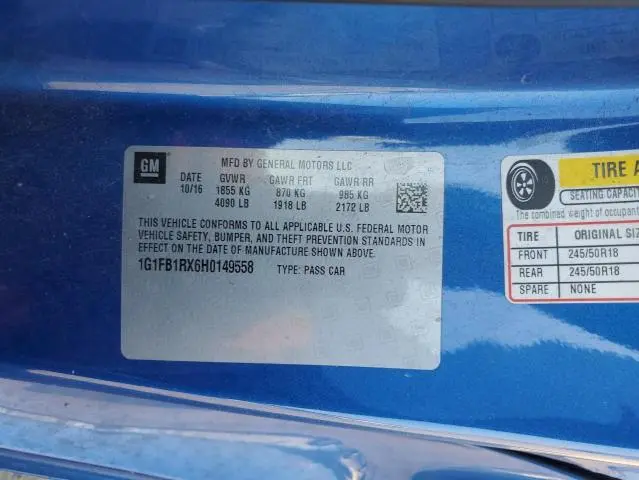 GM
MFD BY GENERAL MOTORS LLC
DATE GVWR GAWR FRT GAWR RR
10/16 1855 KG 870 KG 985 KG
4090 LB 1918 LB 2172 LB
THIS VEHICLE CONFORMS TO ALL APPLICABLE U.S. FEDERAL MOTOR
VEHICLE SAFETY, BUMPER, AND THEFT PREVENTION STANDARDS IN
EFFECT ON THE DATE OF MANUFACTURE SHOWN ABOVE.
1G1FB1RX6H0149558 TYPE: PASS CAR
TIRE A
SEATING CAPACIT
The combined weight of occupant
TIRE ORIGINAL SIZ
FRONT 245/50R18
REAR 245/50R18
SPARE NONE